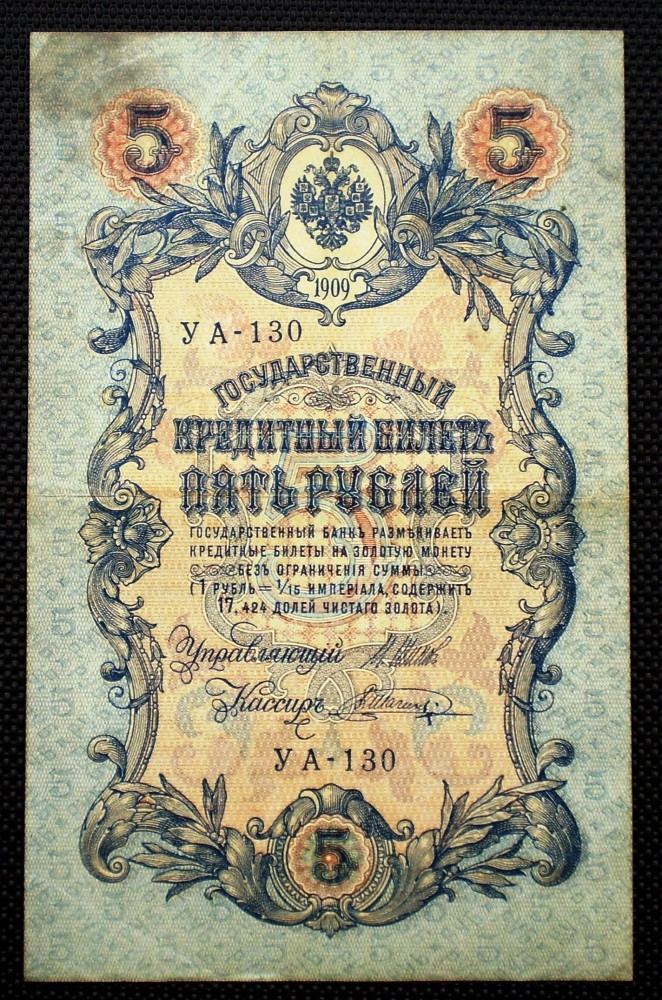 5 5
1909
УА-130
ГОСУДАРСТВЕННЫЙ
КРЕДИТНЫЙ БИЛЕТЪ
ПЯТЬ РУБЛЕЙ
ГОСУДАРСТВЕННЫЙ БАНКЪ РАЗМѢНИВАЕТЪ
КРЕДИТНЫЕ БИЛЕТЫ НА ЗОЛОТУЮ МОНЕТУ
БЕЗЪ ОГРАНИЧЕНІЯ СУММЫ
(1 РУБЛЬ = 1/15 ИМПЕРІАЛА, СОДЕРЖИТЪ
17,424 ДОЛЕЙ ЧИСТАГО ЗОЛОТА).
Управляющій
Кассиръ
УА-130
5